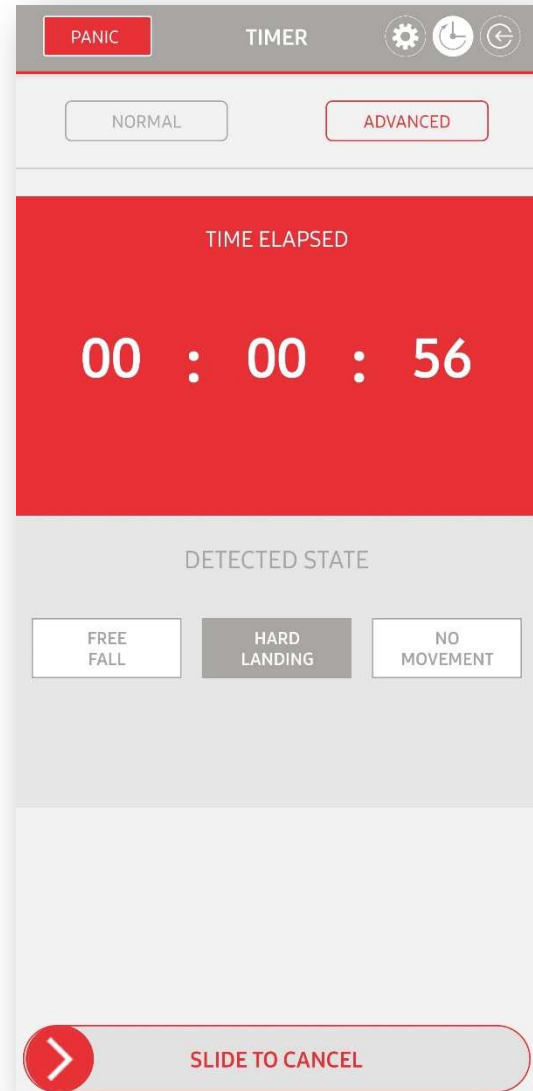 PANIC TIMER
NORMAL ADVANCED
TIME ELAPSED
00 : 00 : 56
DETECTED STATE
FREE FALL
HARD LANDING
NO MOVEMENT
SLIDE TO CANCEL